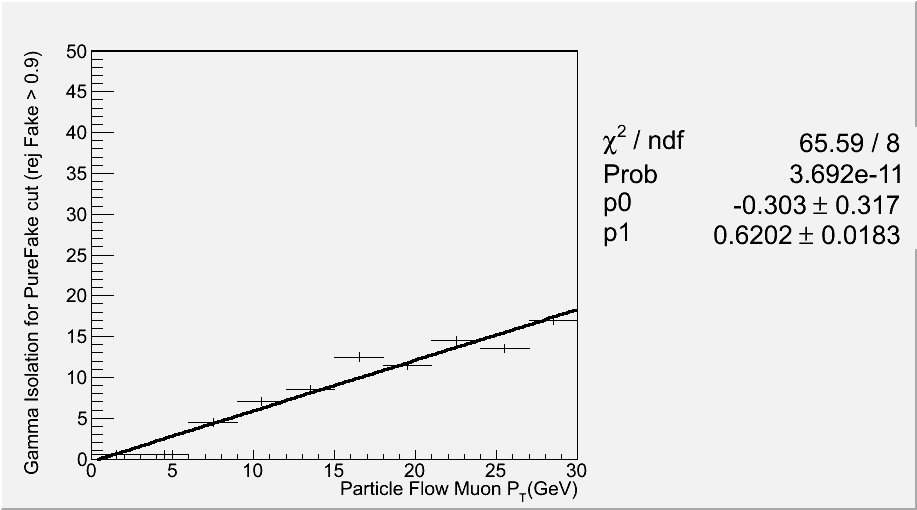 Gamma Isolation for PureFake cut (rej Fake > 0.9)
50
45
40
35
30
25
20
15
10
5
0
0 5 10 15 20 25 30
Particle Flow Muon P_T(GeV)
χ² / ndf 65.59 / 8
Prob 3.692e-11
p0 -0.303 ± 0.317
p1 0.6202 ± 0.0183